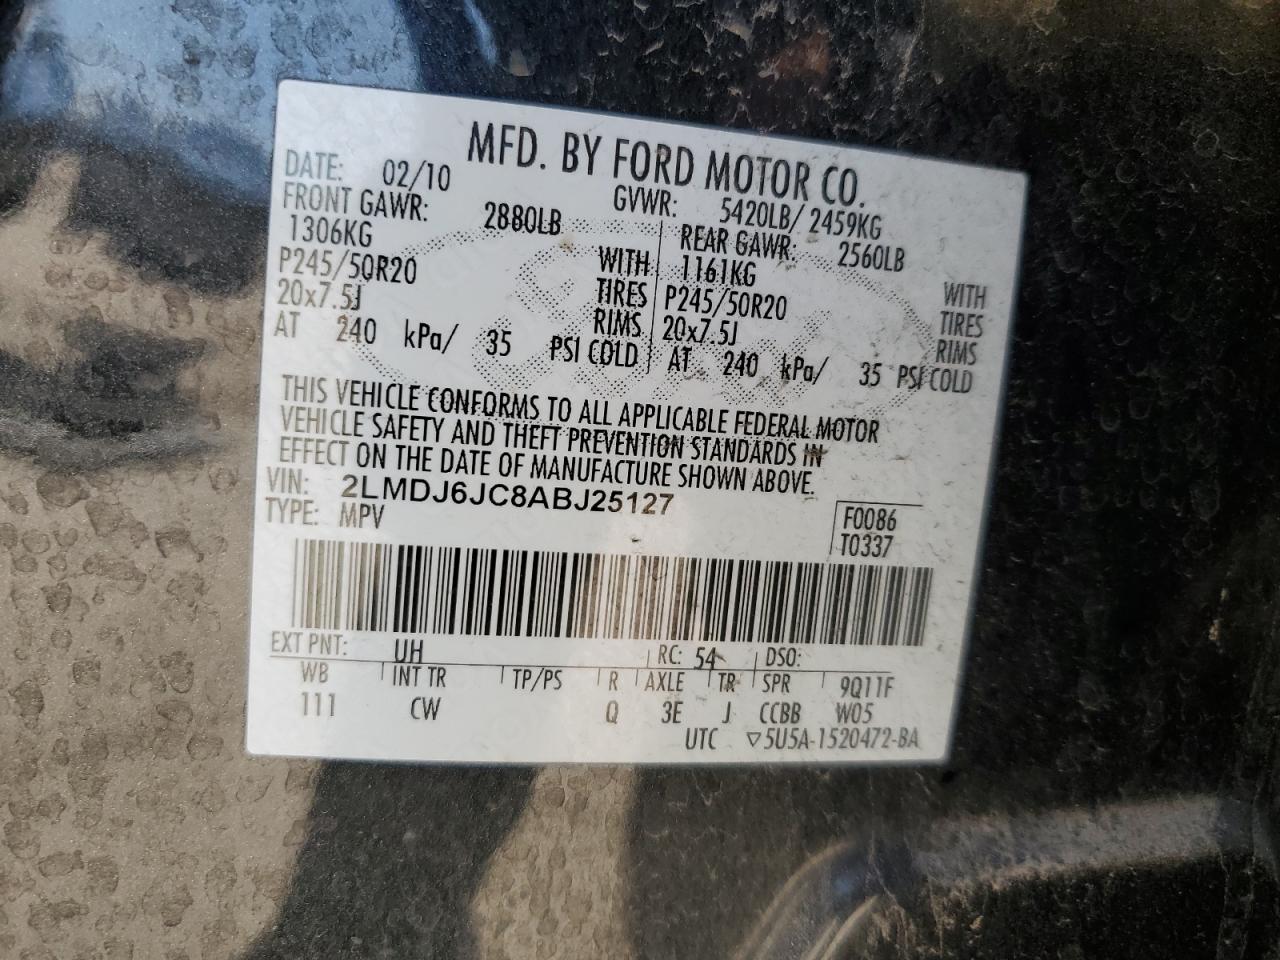 MFD. BY FORD MOTOR CO.
DATE: 02/10 GVWR: 5420LB/ 2459KG
FRONT GAWR: 2880LB REAR GAWR: 2560LB
1306KG WITH 1161KG WITH
P245/50R20 TIRES P245/50R20 TIRES
20x7.5J RIMS 20x7.5J RIMS
AT 240 kPa/ 35 PSI COLD AT 240 kPa/ 35 PSI COLD
THIS VEHICLE CONFORMS TO ALL APPLICABLE FEDERAL MOTOR
VEHICLE SAFETY AND THEFT PREVENTION STANDARDS IN
EFFECT ON THE DATE OF MANUFACTURE SHOWN ABOVE.
VIN: 2LMDJ6JC8ABJ25127
TYPE: MPV F0086
T0337
EXT PNT: UH RC: 54 DSO:
WB INT TR TP/PS R AXLE TR SPR 9Q11F
111 CW Q 3E J CCBB W05
UTC ▽5U5A-1520472-BA